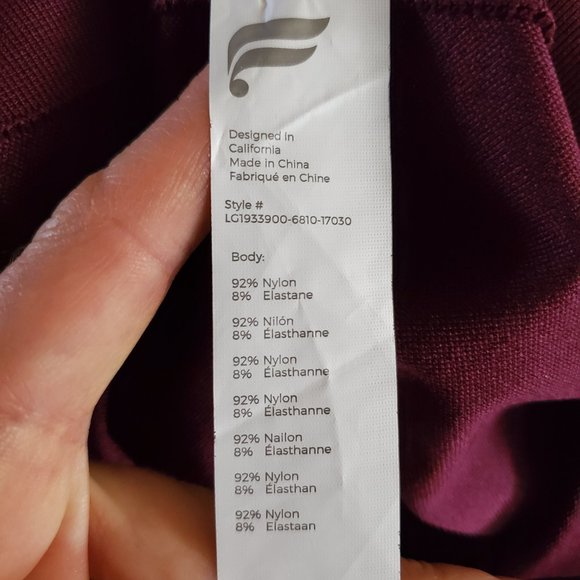 Designed in
California
Made in China
Fabriqué en Chine
Style #
LG1933900-6810-17030
Body:
92% Nylon
8% Elastane
92% Nilón
8% Élasthanne
92% Nylon
8% Élasthanne
92% Nylon
8% Élasthanne
92% Nailon
8% Élasthanne
92% Nylon
8% Élasthan
92% Nylon
8% Elastaan